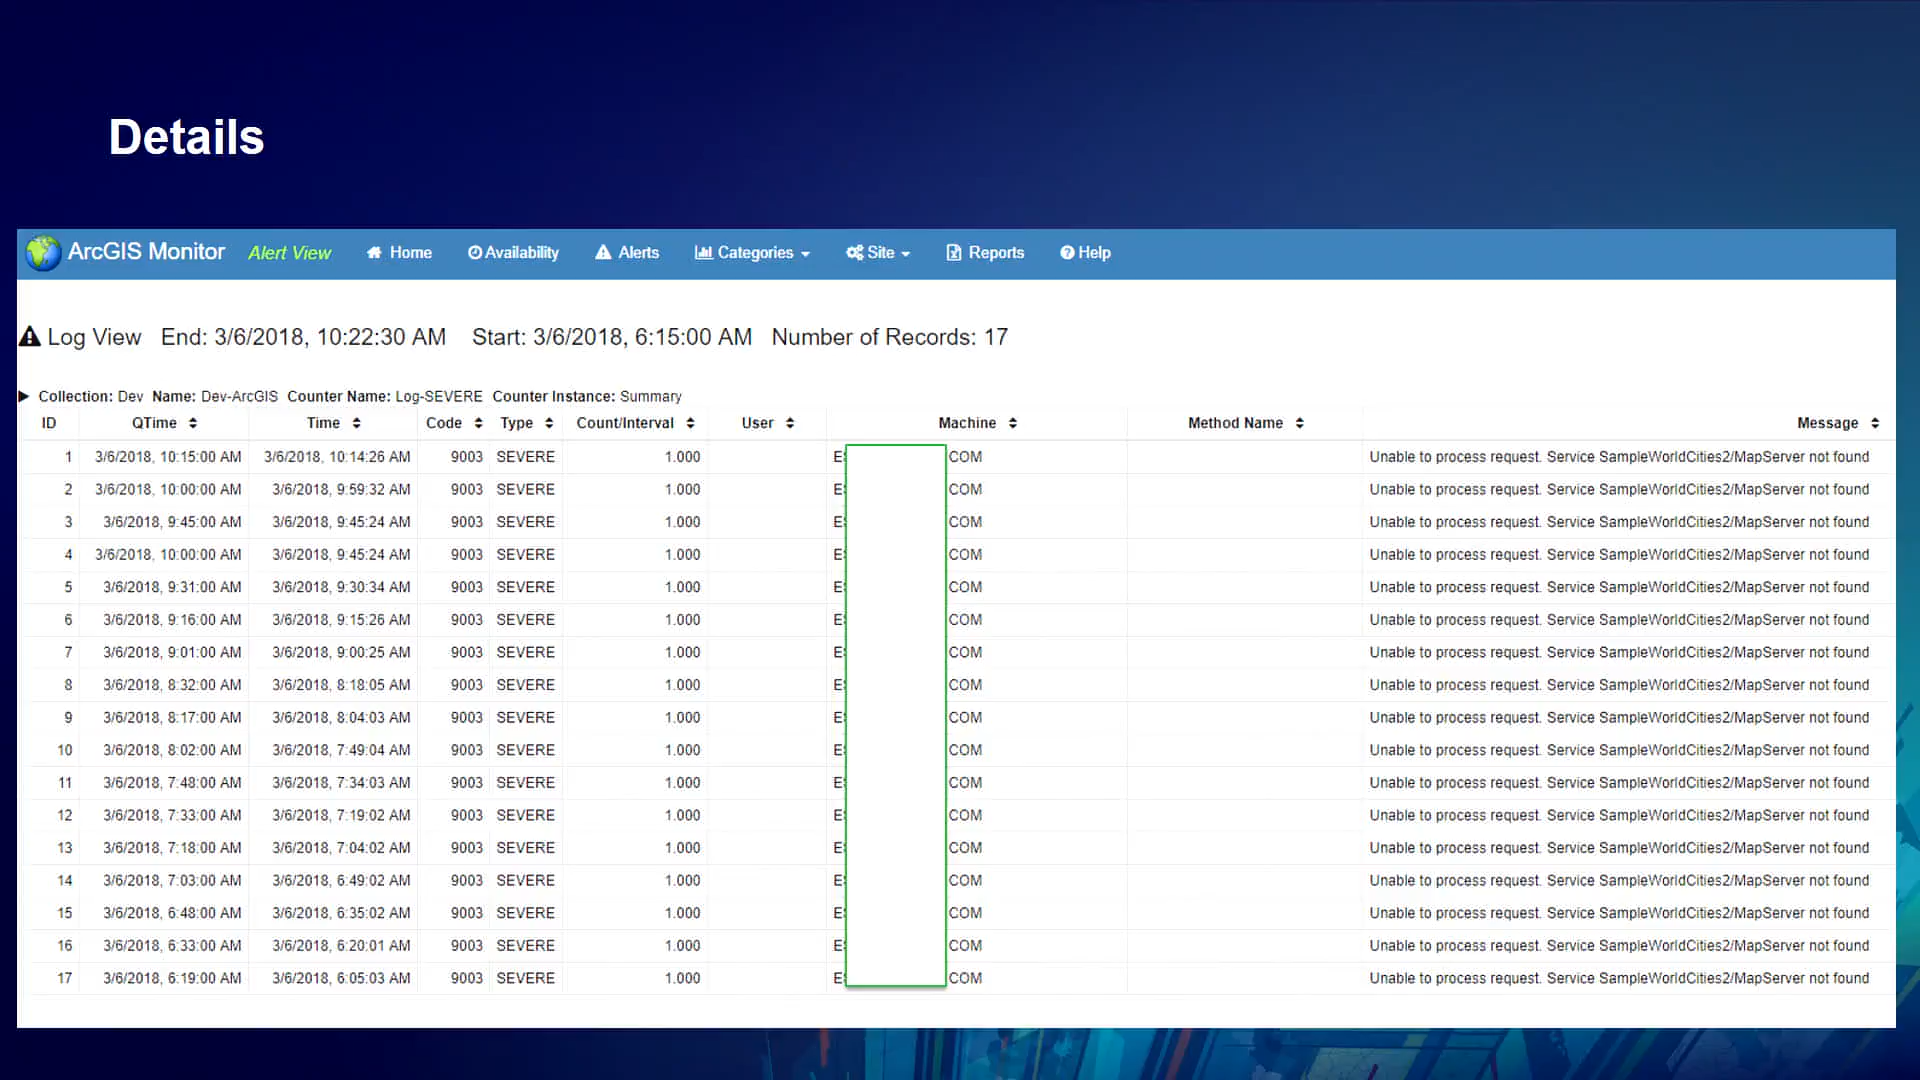 Details
ArcGIS Monitor Alert View Home Availability Alerts Categories Site Reports Help
Log View End: 3/6/2018, 10:22:30 AM Start: 3/6/2018, 6:15:00 AM Number of Records: 17
Collection: Dev Name: Dev-ArcGIS Counter Name: Log-SEVERE Counter Instance: Summary
ID QTime Time Code Type Count/Interval User Machine Method Name Message
1 3/6/2018, 10:15:00 AM 3/6/2018, 10:14:26 AM 9003 SEVERE 1.000 E COM Unable to process request. Service SampleWorldCities2/MapServer not found
2 3/6/2018, 10:00:00 AM 3/6/2018, 9:59:32 AM 9003 SEVERE 1.000 E COM Unable to process request. Service SampleWorldCities2/MapServer not found
3 3/6/2018, 9:45:00 AM 3/6/2018, 9:45:24 AM 9003 SEVERE 1.000 E COM Unable to process request. Service SampleWorldCities2/MapServer not found
4 3/6/2018, 10:00:00 AM 3/6/2018, 9:45:24 AM 9003 SEVERE 1.000 E COM Unable to process request. Service SampleWorldCities2/MapServer not found
5 3/6/2018, 9:31:00 AM 3/6/2018, 9:30:34 AM 9003 SEVERE 1.000 E COM Unable to process request. Service SampleWorldCities2/MapServer not found
6 3/6/2018, 9:16:00 AM 3/6/2018, 9:15:26 AM 9003 SEVERE 1.000 E COM Unable to process request. Service SampleWorldCities2/MapServer not found
7 3/6/2018, 9:01:00 AM 3/6/2018, 9:00:25 AM 9003 SEVERE 1.000 E COM Unable to process request. Service SampleWorldCities2/MapServer not found
8 3/6/2018, 8:32:00 AM 3/6/2018, 8:18:05 AM 9003 SEVERE 1.000 E COM Unable to process request. Service SampleWorldCities2/MapServer not found
9 3/6/2018, 8:17:00 AM 3/6/2018, 8:04:03 AM 9003 SEVERE 1.000 E COM Unable to process request. Service SampleWorldCities2/MapServer not found
10 3/6/2018, 8:02:00 AM 3/6/2018, 7:49:04 AM 9003 SEVERE 1.000 E COM Unable to process request. Service SampleWorldCities2/MapServer not found
11 3/6/2018, 7:48:00 AM 3/6/2018, 7:34:03 AM 9003 SEVERE 1.000 E COM Unable to process request. Service SampleWorldCities2/MapServer not found
12 3/6/2018, 7:33:00 AM 3/6/2018, 7:19:02 AM 9003 SEVERE 1.000 E COM Unable to process request. Service SampleWorldCities2/MapServer not found
13 3/6/2018, 7:18:00 AM 3/6/2018, 7:04:02 AM 9003 SEVERE 1.000 E COM Unable to process request. Service SampleWorldCities2/MapServer not found
14 3/6/2018, 7:03:00 AM 3/6/2018, 6:49:02 AM 9003 SEVERE 1.000 E COM Unable to process request. Service SampleWorldCities2/MapServer not found
15 3/6/2018, 6:48:00 AM 3/6/2018, 6:35:02 AM 9003 SEVERE 1.000 E COM Unable to process request. Service SampleWorldCities2/MapServer not found
16 3/6/2018, 6:33:00 AM 3/6/2018, 6:20:01 AM 9003 SEVERE 1.000 E COM Unable to process request. Service SampleWorldCities2/MapServer not found
17 3/6/2018, 6:19:00 AM 3/6/2018, 6:05:03 AM 9003 SEVERE 1.000 E COM Unable to process request. Service SampleWorldCities2/MapServer not found